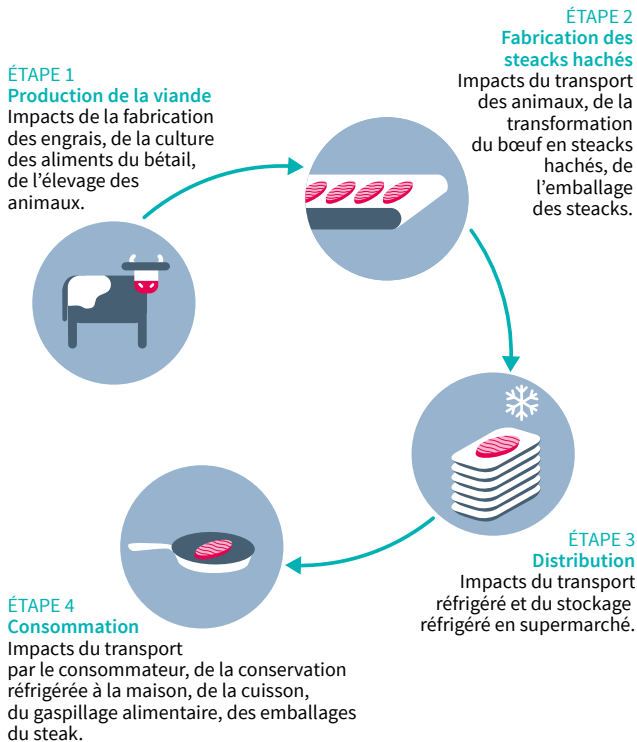 ÉTAPE 1
Production de la viande
Impacts de la fabrication
des engrais, de la culture
des aliments du bétail,
de l’élevage des
animaux.
ÉTAPE 2
Fabrication des
steacks hachés
Impacts du transport
des animaux, de la
transformation
du bœuf en steacks
hachés, de
l’emballage
des steacks.
ÉTAPE 3
Distribution
Impacts du transport
réfrigéré et du stockage
réfrigéré en supermarché.
ÉTAPE 4
Consommation
Impacts du transport
par le consommateur, de la conservation
réfrigérée à la maison, de la cuisson,
du gaspillage alimentaire, des emballages
du steak.